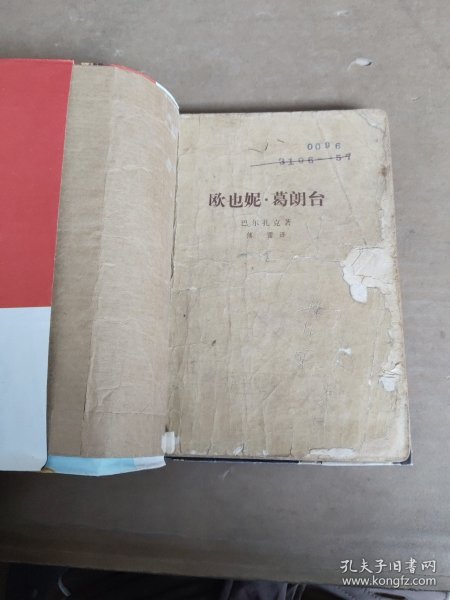 0096
3106 157
欧也妮·葛朗台
巴尔扎克著
傅雷译
孔夫子旧书网
www.kongfz.com